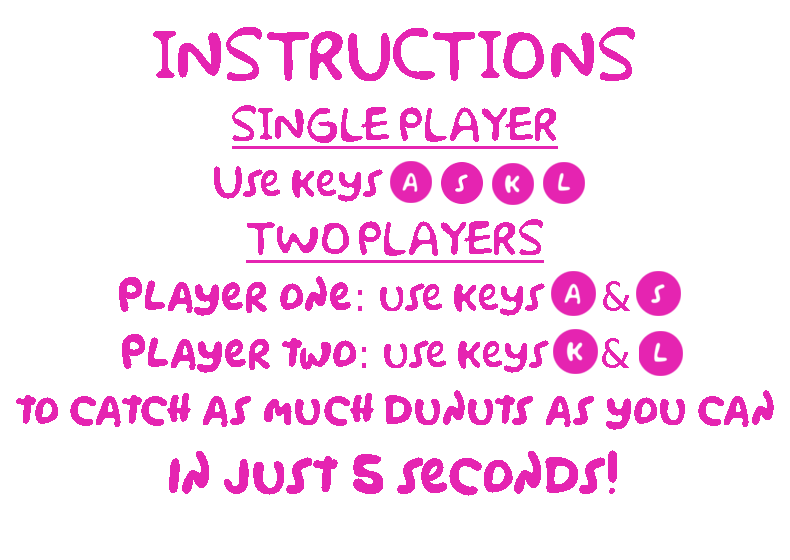 INSTRUCTIONS
SINGLE PLAYER
Use Keys A S K L
TWO PLAYERS
PLAYER ONE: Use Keys A & S
PLAYER TWO: Use Keys K & L
TO CATCH AS MUCH DUNUTS AS YOU CAN
IN JUST 5 SECONDS!